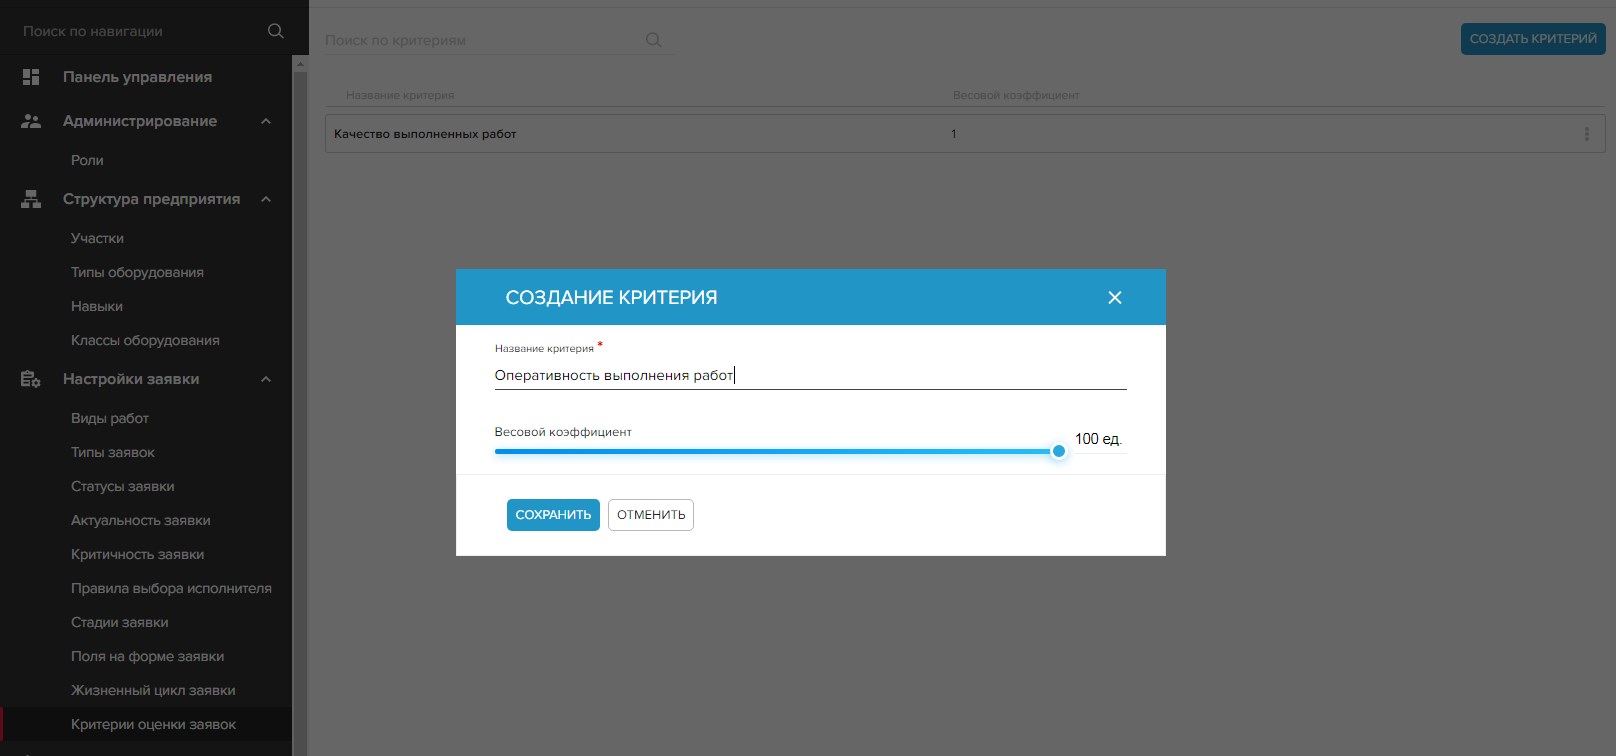 Поиск по навигации
Панель управления
Администрирование
Роли
Структура предприятия
Участки
Типы оборудования
Навыки
Классы оборудования
Настройки заявки
Виды работ
Типы заявок
Статусы заявки
Актуальность заявки
Критичность заявки
Правила выбора исполнителя
Стадии заявки
Поля на форме заявки
Жизненный цикл заявки
Критерии оценки заявок
Поиск по критериям
СОЗДАТЬ КРИТЕРИЙ
Название критерия Весовой коэффициент
Качество выполненных работ 1
СОЗДАНИЕ КРИТЕРИЯ
Название критерия *
Оперативность выполнения работ
Весовой коэффициент
100 ед.
СОХРАНИТЬ ОТМЕНИТЬ